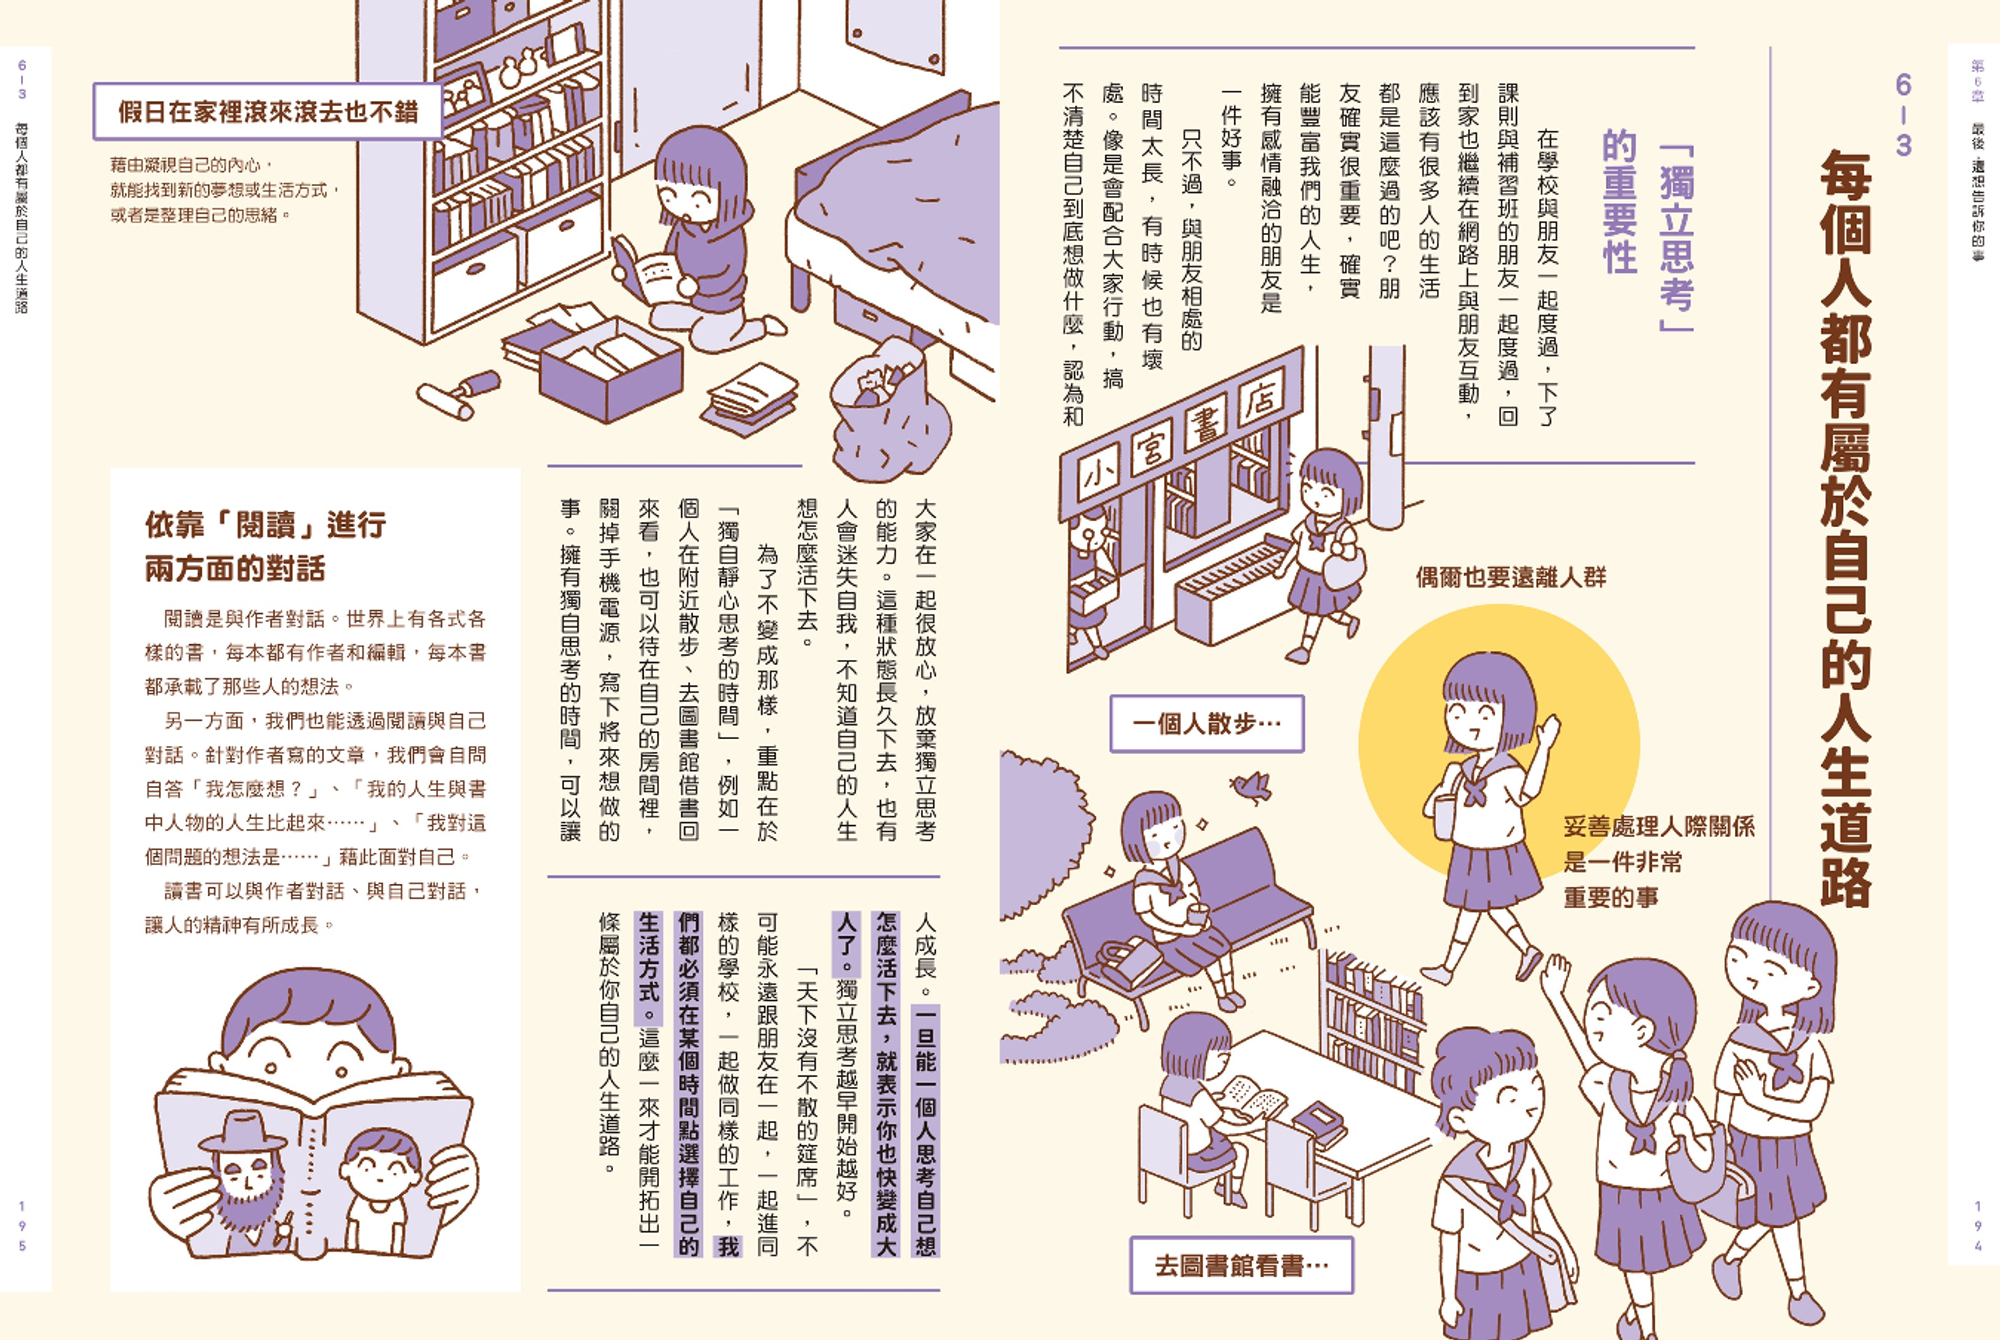 第6章 最後,還想告訴你的事
194
6-3
每個人都有屬於自己的人生道路
「獨立思考」
的重要性
在學校與朋友一起度過,下了
課則與補習班的朋友一起度過,回
到家也繼續在網路上與朋友互動,
應該有很多人的生活
都是這麼過的吧?朋
友確實很重要,確實
能豐富我們的人生,
擁有感情融洽的朋友是
一件好事。
只不過,與朋友相處的
時間太長,有時候也有壞
處。像是會配合大家行動,搞
不清楚自己到底想做什麼,認為和
小宮書店
偶爾也要遠離人群
妥善處理人際關係
是一件非常
重要的事
一個人散步…
去圖書館看書…
假日在家裡滾來滾去也不錯
藉由凝視自己的內心,
就能找到新的夢想或生活方式,
或者是整理自己的思緒。
大家在一起很放心,放棄獨立思考
的能力。這種狀態長久下去,也有
人會迷失自我,不知道自己的人生
想怎麼活下去。
為了不變成那樣,重點在於
「獨自靜心思考的時間」,例如一
個人在附近散步、去圖書館借書回
來看,也可以待在自己的房間裡,
關掉手機電源,寫下將來想做的
事。擁有獨自思考的時間,可以讓
人成長。一旦能一個人思考自己想
怎麼活下去,就表示你也快變成大
人了。獨立思考越早開始越好。
「天下沒有不散的筵席」,不
可能永遠跟朋友在一起,一起進同
樣的學校,一起做同樣的工作,我
們都必須在某個時間點選擇自己的
生活方式。這麼一來才能開拓出一
條屬於你自己的人生道路。
依靠「閱讀」進行
兩方面的對話
閱讀是與作者對話。世界上有各式各
樣的書,每本都有作者和編輯,每本書
都承載了那些人的想法。
另一方面,我們也能透過閱讀與自己
對話。針對作者寫的文章,我們會自問
自答「我怎麼想?」、「我的人生與書
中人物的人生比起來……」、「我對這
個問題的想法是……」藉此面對自己。
讀書可以與作者對話、與自己對話,
讓人的精神有所成長。
6-3 每個人都有屬於自己的人生道路
195